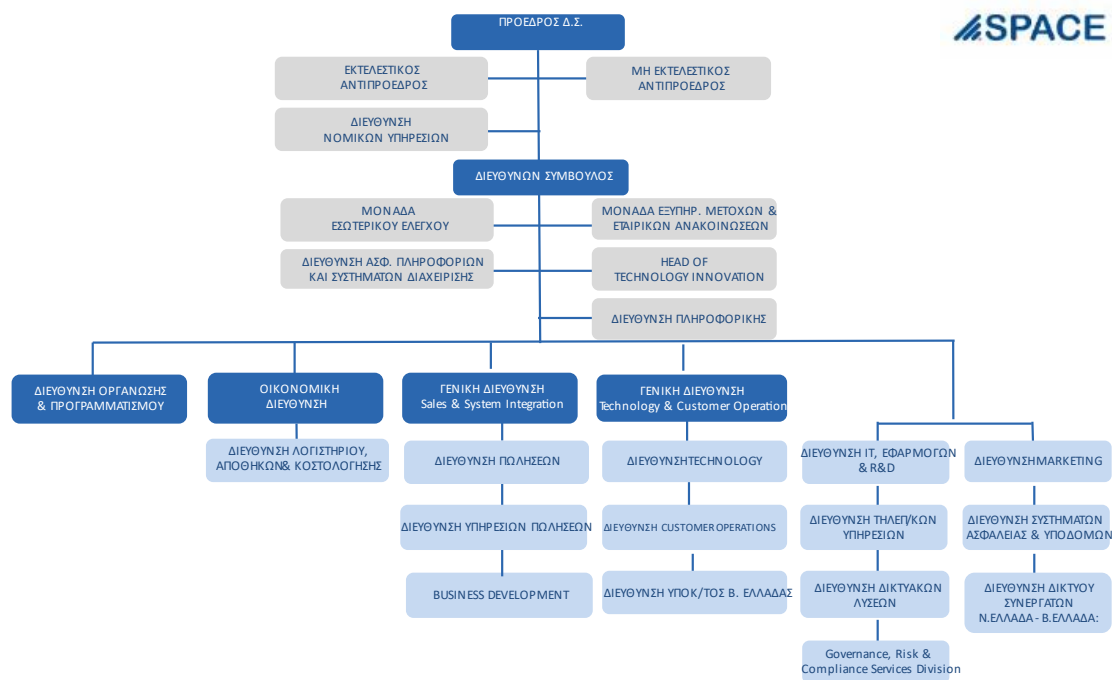 ΠΡΟΕΔΡΟΣ Δ.Σ.
SPACE
ΕΚΤΕΛΕΣΤΙΚΟΣ
ΑΝΤΙΠΡΟΕΔΡΟΣ
ΜΗ ΕΚΤΕΛΕΣΤΙΚΟΣ
ΑΝΤΙΠΡΟΕΔΡΟΣ
ΔΙΕΥΘΥΝΣΗ
ΝΟΜΙΚΩΝ ΥΠΗΡΕΣΙΩΝ
ΔΙΕΥΘΥΝΩΝ ΣΥΜΒΟΥΛΟΣ
ΜΟΝΑΔΑ
ΕΣΩΤΕΡΙΚΟΥ ΕΛΕΓΧΟΥ
ΜΟΝΑΔΑ ΕΞΥΠΗΡ. ΜΕΤΟΧΩΝ &
ΕΤΑΙΡΙΚΩΝ ΑΝΑΚΟΙΝΩΣΕΩΝ
ΔΙΕΥΘΥΝΣΗ ΑΣΦ. ΠΛΗΡΟΦΟΡΙΩΝ
ΚΑΙ ΣΥΣΤΗΜΑΤΩΝ ΔΙΑΧΕΙΡΙΣΗΣ
HEAD OF
TECHNOLOGY INNOVATION
ΔΙΕΥΘΥΝΣΗ ΠΛΗΡΟΦΟΡΙΚΗΣ
ΔΙΕΥΘΥΝΣΗ ΟΡΓΑΝΩΣΗΣ
& ΠΡΟΓΡΑΜΜΑΤΙΣΜΟΥ
ΟΙΚΟΝΟΜΙΚΗ
ΔΙΕΥΘΥΝΣΗ
ΓΕΝΙΚΗ ΔΙΕΥΘΥΝΣΗ
Sales & System Integration
ΓΕΝΙΚΗ ΔΙΕΥΘΥΝΣΗ
Technology & Customer Operation
ΔΙΕΥΘΥΝΣΗ ΛΟΓΙΣΤΗΡΙΟΥ,
ΑΠΟΘΗΚΩΝ& ΚΟΣΤΟΛΟΓΗΣΗΣ
ΔΙΕΥΘΥΝΣΗ ΠΩΛΗΣΕΩΝ
ΔΙΕΥΘΥΝΣΗTECHNOLOGY
ΔΙΕΥΘΥΝΣΗ IT, ΕΦΑΡΜΟΓΩΝ
& R&D
ΔΙΕΥΘΥΝΣΗMARKETING
ΔΙΕΥΘΥΝΣΗ ΥΠΗΡΕΣΙΩΝ ΠΩΛΗΣΕΩΝ
ΔΙΕΥΘΥΝΣΗ CUSTOMER OPERATIONS
ΔΙΕΥΘΥΝΣΗ ΤΗΛΕΠ/ΚΩΝ
ΥΠΗΡΕΣΙΩΝ
ΔΙΕΥΘΥΝΣΗ ΣΥΣΤΗΜΑΤΩΝ
ΑΣΦΑΛΕΙΑΣ & ΥΠΟΔΟΜΩΝ
BUSINESS DEVELOPMENT
ΔΙΕΥΘΥΝΣΗ ΥΠΟΚ/ΤΟΣ Β. ΕΛΛΑΔΑΣ
ΔΙΕΥΘΥΝΣΗ ΔΙΚΤΥΑΚΩΝ
ΛΥΣΕΩΝ
ΔΙΕΥΘΥΝΣΗ ΔΙΚΤΥΟΥ
ΣΥΝΕΡΓΑΤΩΝ
Ν.ΕΛΛΑΔΑ - Β.ΕΛΛΑΔΑ:
Governance, Risk &
Compliance Services Division